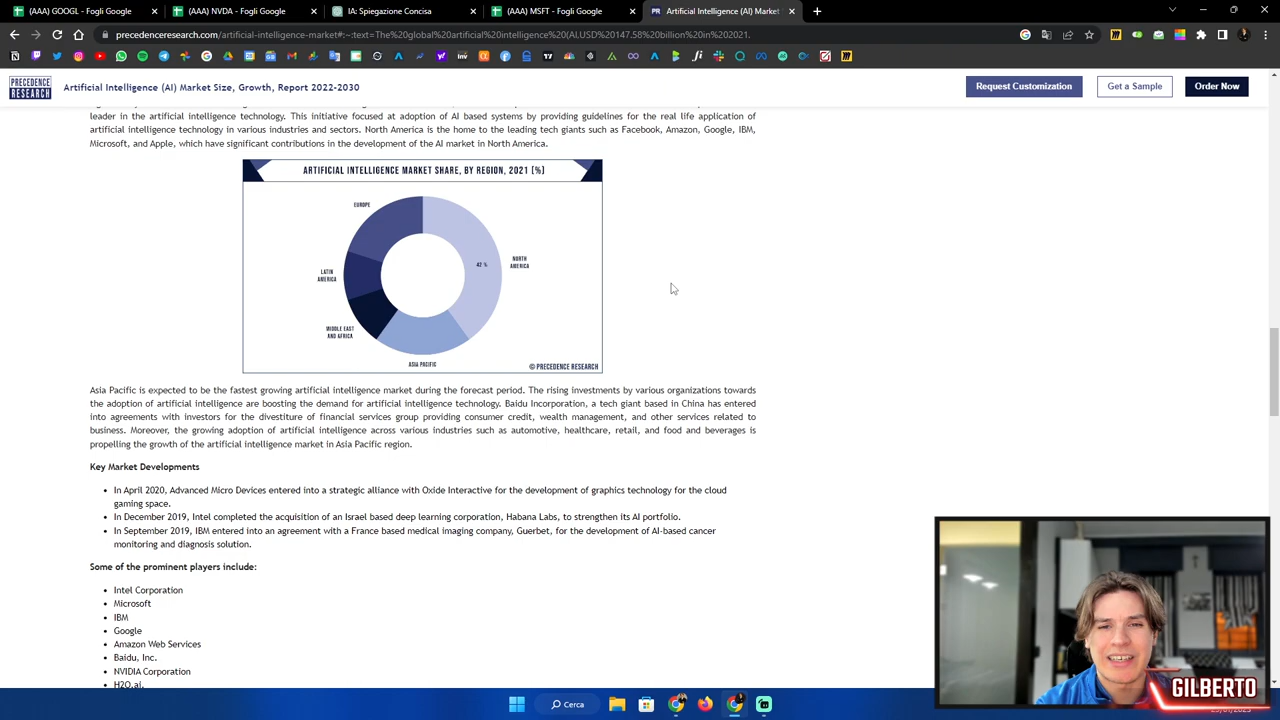 (AAA) GOOGL - Fogli Google
(AAA) NVDA - Fogli Google
IA: Spiegazione Concisa
(AAA) MSFT - Fogli Google
Artificial Intelligence (AI) Market
precedenceresearch.com/artificial-intelligence-market#:~:text=The%20global%20artificial%20intelligence%20(AI,USD%20147.58%20billion%20in%202021.
PRECEDENCE
RESEARCH
Artificial Intelligence (AI) Market Size, Growth, Report 2022-2030
Request Customization
Get a Sample
Order Now
leader in the artificial intelligence technology. This initiative focused at adoption of AI based systems by providing guidelines for the real life application of
artificial intelligence technology in various industries and sectors. North America is the home to the leading tech giants such as Facebook, Amazon, Google, IBM,
Microsoft, and Apple, which have significant contributions in the development of the AI market in North America.
ARTIFICIAL INTELLIGENCE MARKET SHARE, BY REGION, 2021 [%]
EUROPE
42 %
NORTH
AMERICA
LATIN
AMERICA
MIDDLE EAST
AND AFRICA
ASIA PACIFIC
© PRECEDENCE RESEARCH
Asia Pacific is expected to be the fastest growing artificial intelligence market during the forecast period. The rising investments by various organizations towards
the adoption of artificial intelligence are boosting the demand for artificial intelligence technology. Baidu Incorporation, a tech giant based in China has entered
into agreements with investors for the divestiture of financial services group providing consumer credit, wealth management, and other services related to
business. Moreover, the growing adoption of artificial intelligence across various industries such as automotive, healthcare, retail, and food and beverages is
propelling the growth of the artificial intelligence market in Asia Pacific region.
Key Market Developments
In April 2020, Advanced Micro Devices entered into a strategic alliance with Oxide Interactive for the development of graphics technology for the cloud
gaming space.
In December 2019, Intel completed the acquisition of an Israel based deep learning corporation, Habana Labs, to strengthen its AI portfolio.
In September 2019, IBM entered into an agreement with a France based medical imaging company, Guerbet, for the development of AI-based cancer
monitoring and diagnosis solution.
Some of the prominent players include:
Intel Corporation
Microsoft
IBM
Google
Amazon Web Services
Baidu, Inc.
NVIDIA Corporation
H2O.ai.
GILBERTO
Cerca